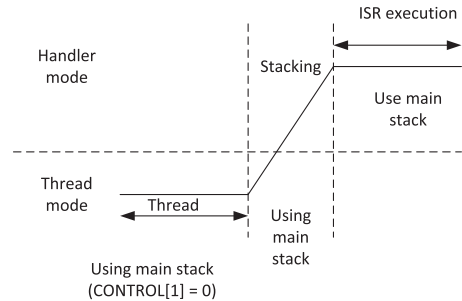 ISR execution
Handler
mode
Stacking
Use main
stack
Thread
mode
Thread
Using
main
stack
Using main stack
(CONTROL[1] = 0)